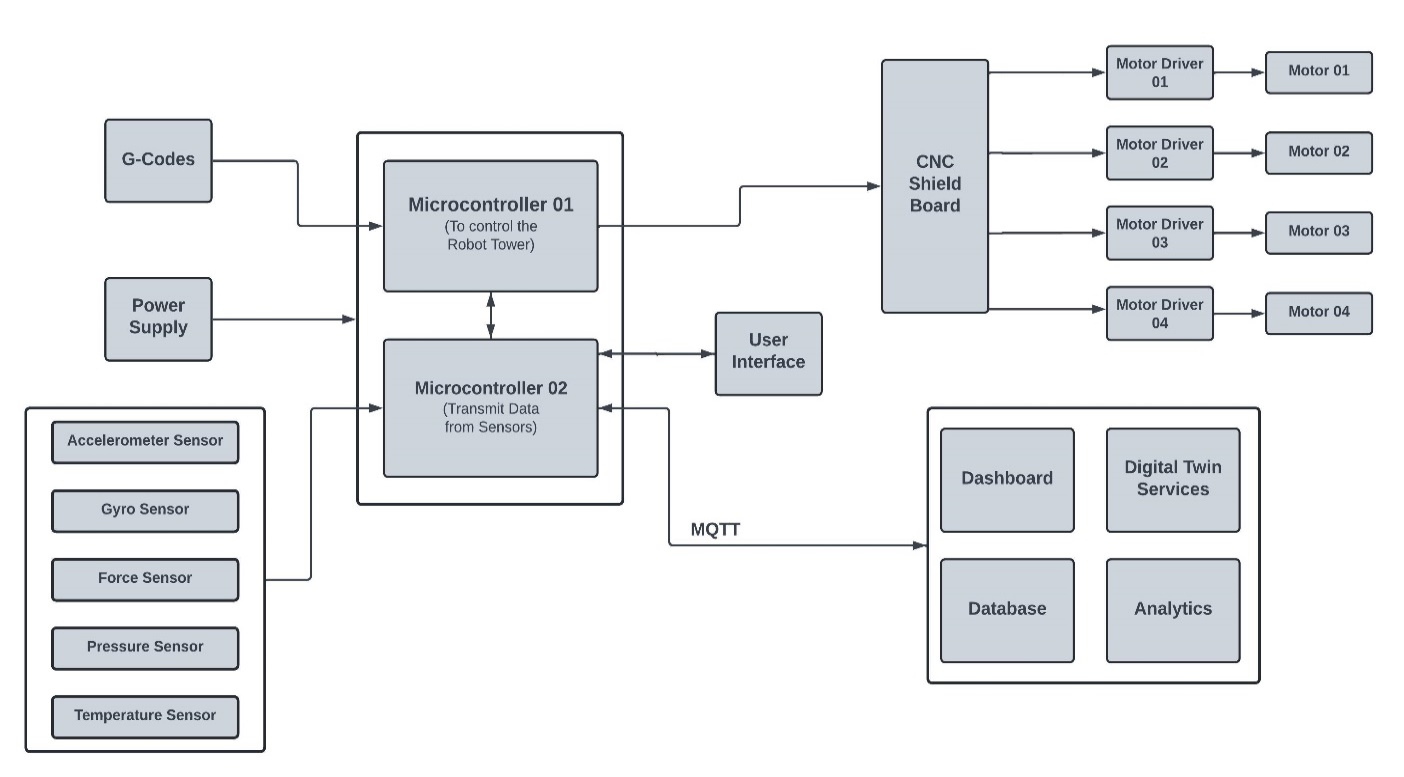 G-Codes
Power
Supply
Accelerometer Sensor
Gyro Sensor
Force Sensor
Pressure Sensor
Temperature Sensor
Microcontroller 01
(To control the
Robot Tower)
Microcontroller 02
(Transmit Data
from Sensors)
User
Interface
MQTT
CNC
Shield
Board
Motor Driver
01
Motor 01
Motor Driver
02
Motor 02
Motor Driver
03
Motor 03
Motor Driver
04
Motor 04
Dashboard
Digital Twin
Services
Database
Analytics